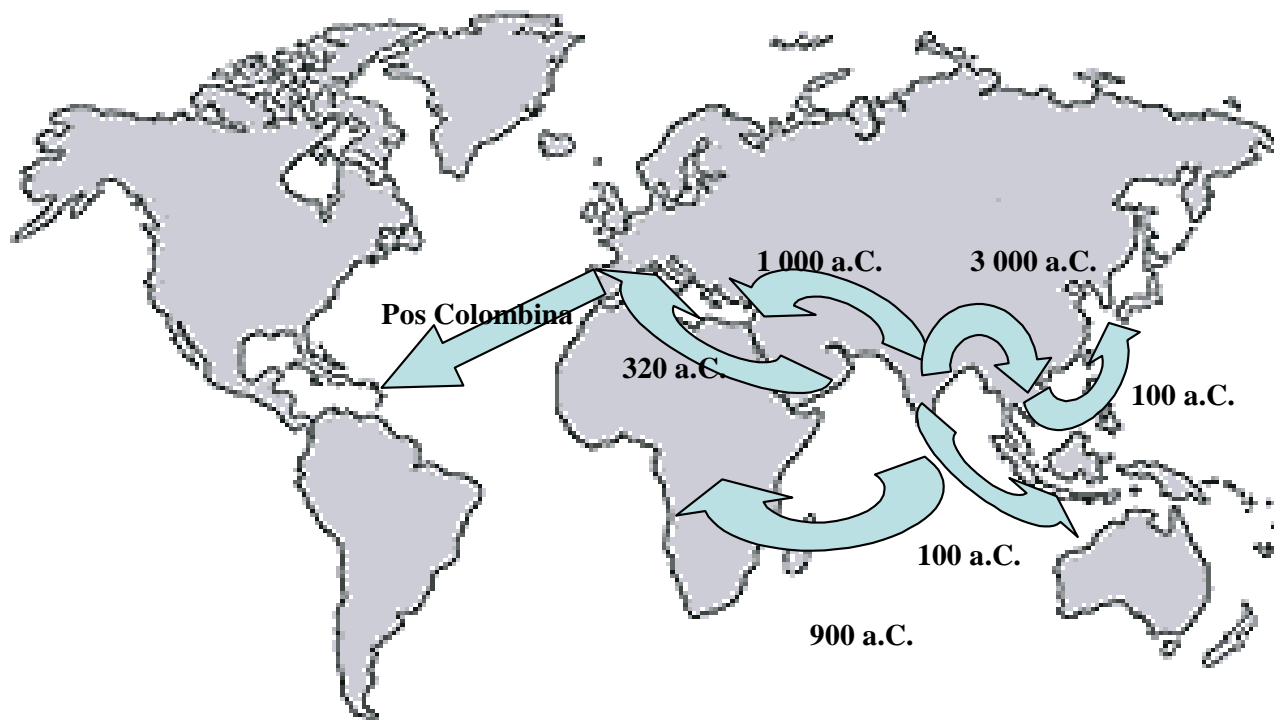 1 000 a.C.
3 000 a.C.
Pos Colombina
320 a.C.
100 a.C.
100 a.C.
900 a.C.